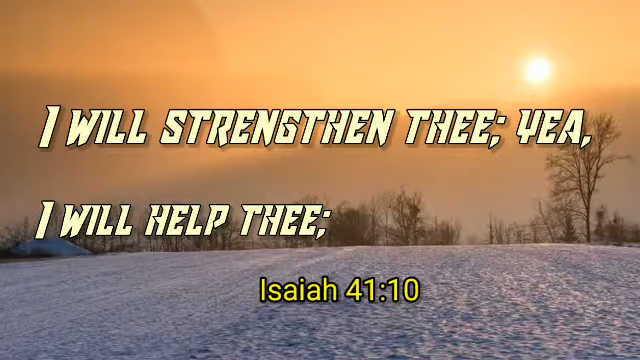 I will strengthen thee; yea,
I will help thee;
Isaiah 41:10